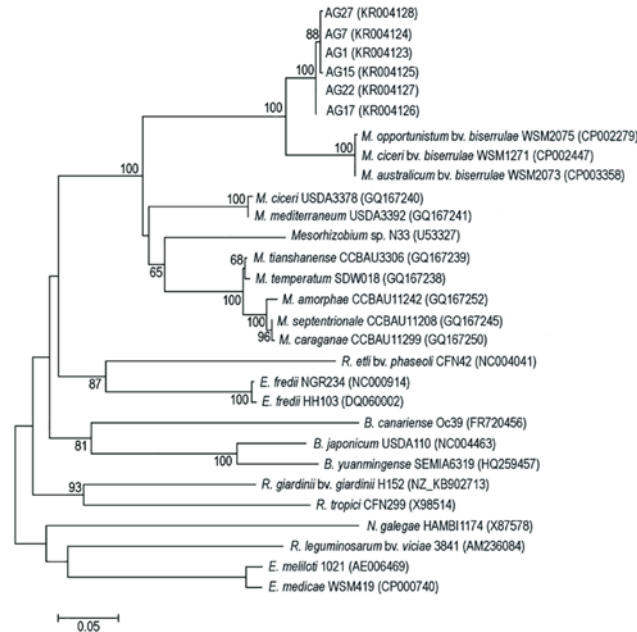 AG27 (KR004128)
88
AG7 (KR004124)
AG1 (KR004123)
100
AG15 (KR004125)
AG22 (KR004127)
100
AG17 (KR004126)
M. opportunistum bv. biserrulae WSM2075 (CP002279)
100
M. ciceri bv. biserrulae WSM1271 (CP002447)
100
M. australicum bv. biserrulae WSM2073 (CP003358)
100
M. ciceri USDA3378 (GQ167240)
M. mediterraneum USDA3392 (GQ167241)
Mesorhizobium sp. N33 (U53327)
68
M. tianshanense CCBAU3306 (GQ167239)
65
M. temperatum SDW018 (GQ167238)
100
M. amorphae CCBAU11242 (GQ167252)
100
M. septentrionale CCBAU11208 (GQ167245)
96
M. caraganae CCBAU11299 (GQ167250)
R. etli bv. phaseoli CFN42 (NC004041)
87
E. fredii NGR234 (NC000914)
100
E. fredii HH103 (DQ060002)
B. canariense Oc39 (FR720456)
81
B. japonicum USDA110 (NC004463)
100
B. yuanmingense SEMIA6319 (HQ259457)
93
R. giardinii bv. giardinii H152 (NZ_KB902713)
R. tropici CFN299 (X98514)
N. galegae HAMBI1174 (X87578)
R. leguminosarum bv. viciae 3841 (AM236084)
E. meliloti 1021 (AE006469)
E. medicae WSM419 (CP000740)
0.05